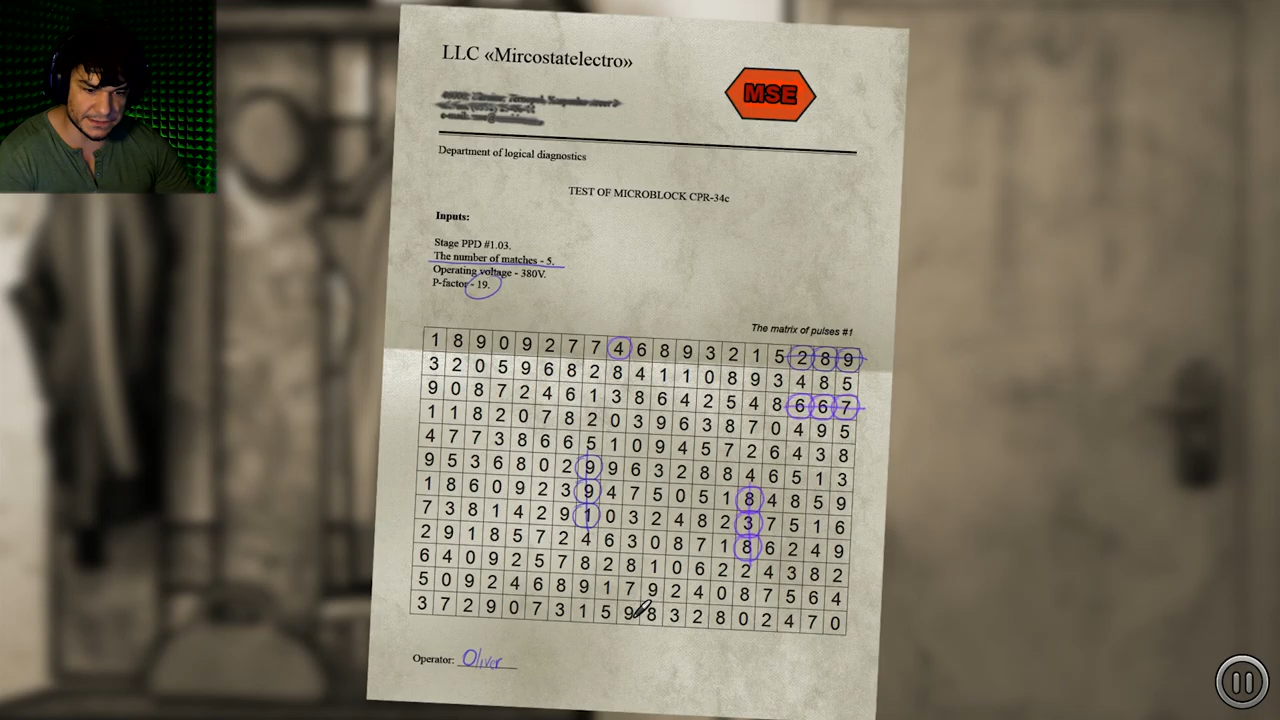 LLC «Mircostatelectro»
MSE
Department of logical diagnostics
TEST OF MICROBLOCK CPR-34c
Inputs:
Stage PPD #1.03.
The number of matches - 5.
Operating voltage - 380V.
P-factor - 19.
The matrix of pulses #1
1 8 9 0 9 2 7 7 4 6 8 9 3 2 1 5 2 8 9
3 2 0 5 9 6 8 2 8 4 1 1 0 8 9 3 4 8 5
9 0 8 7 2 4 6 1 3 8 6 4 2 5 4 8 6 6 7
1 1 8 2 0 7 8 2 0 3 9 6 3 8 7 0 4 9 5
4 7 7 3 8 6 6 5 1 0 9 4 5 7 2 6 4 3 8
9 5 3 6 8 0 2 9 9 6 3 2 8 8 4 6 5 1 3
1 8 6 0 9 2 3 9 4 7 5 0 5 1 8 4 8 5 9
7 3 8 1 4 2 9 1 0 3 2 4 8 2 3 7 5 1 6
2 9 1 8 5 7 2 4 6 3 0 8 7 1 8 6 2 4 9
6 4 0 9 2 5 7 8 2 8 1 0 6 2 2 4 3 8 2
5 0 9 2 4 6 8 9 1 7 9 2 4 0 8 7 5 6 4
3 7 2 9 0 7 3 1 5 9 8 3 2 8 0 2 4 7 0
Operator: Oliver